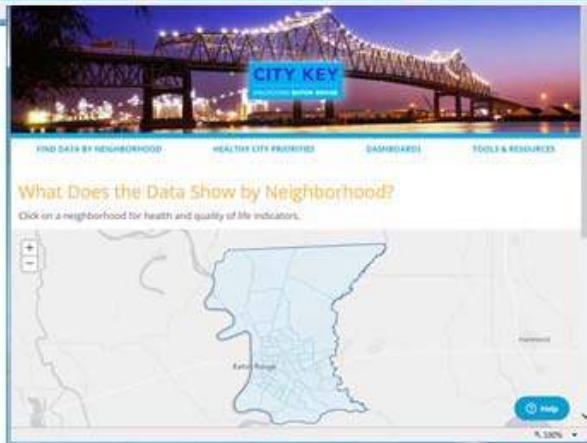 CITY KEY
UNLOCKING BATON ROUGE
FIND DATA BY NEIGHBORHOOD
HEALTHY CITY PRIORITIES
DASHBOARDS
TOOLS & RESOURCES
What Does the Data Show by Neighborhood?
Click on a neighborhood for health and quality of life indicators.
+
−
Hammond
Baton Rouge
Help
100%